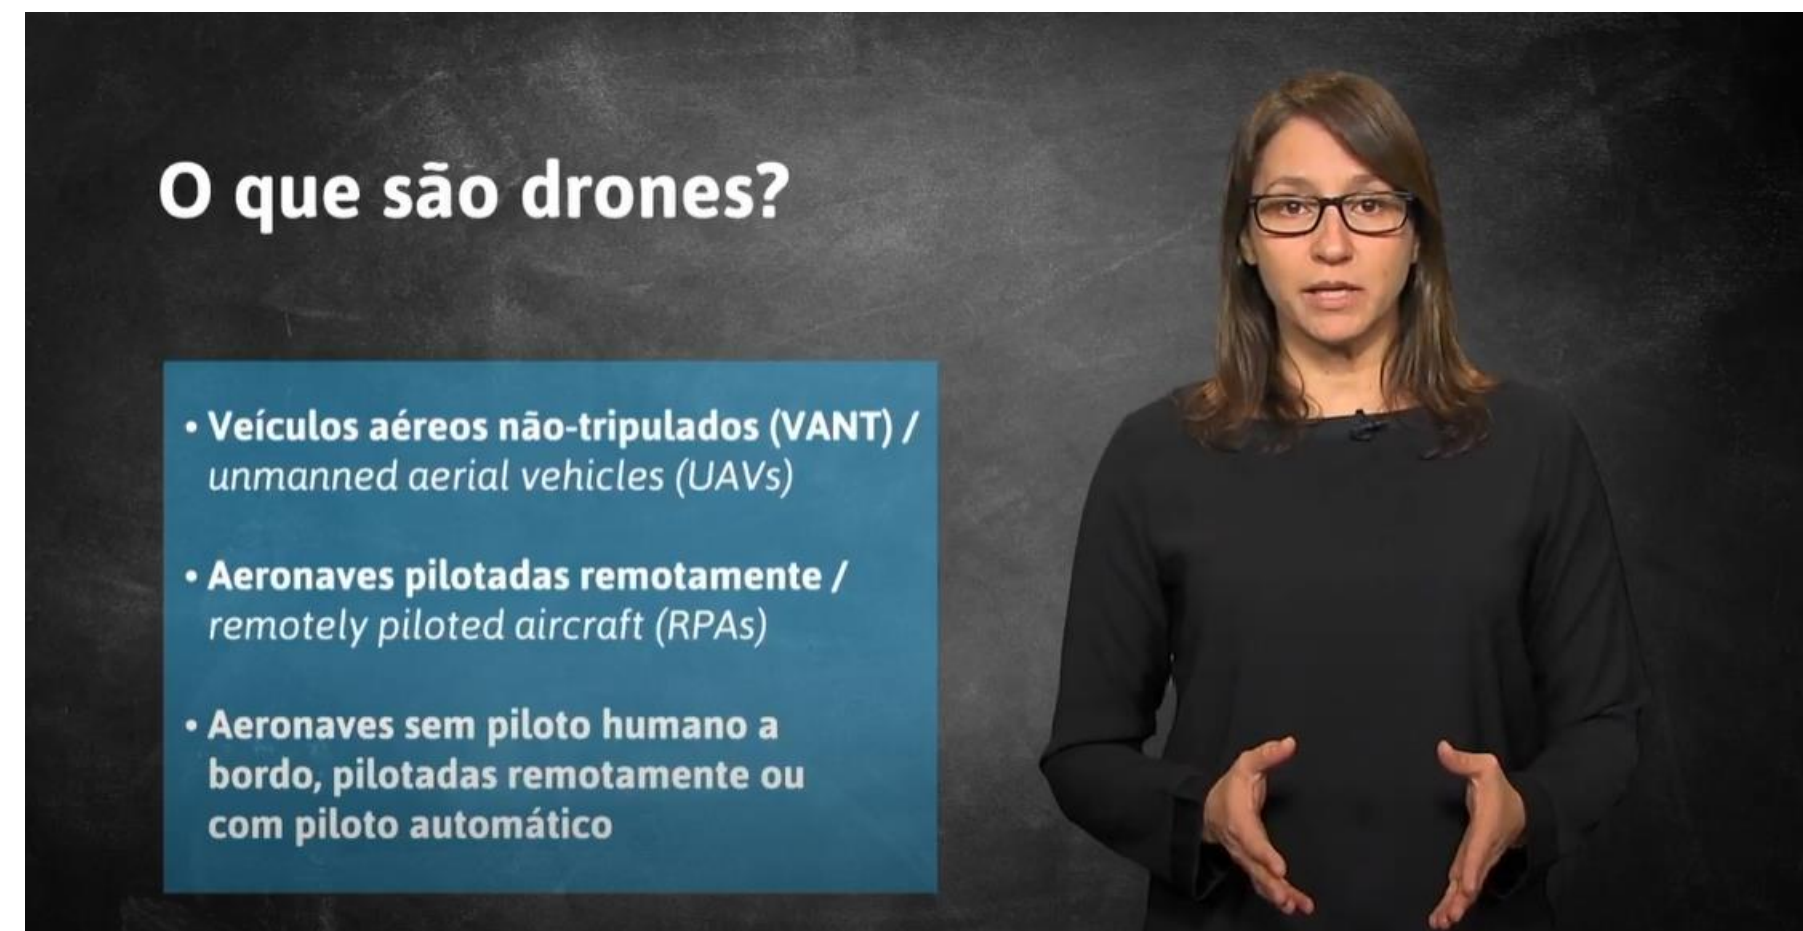 O que são drones?
• Veículos aéreos não-tripulados (VANT) /
unmanned aerial vehicles (UAVs)
• Aeronaves pilotadas remotamente /
remotely piloted aircraft (RPAs)
• Aeronaves sem piloto humano a
bordo, pilotadas remotamente ou
com piloto automático